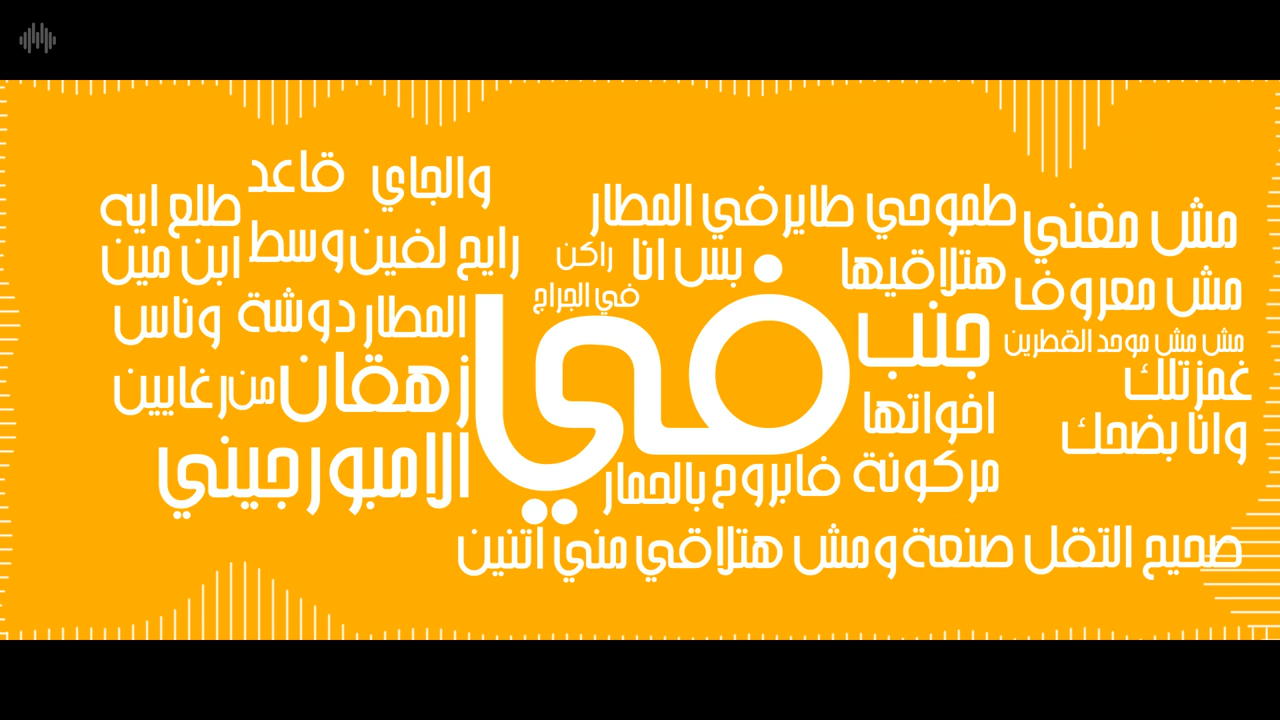 مش مغني
مش معروف
مش مش موحد القطرين
غمزتلك
وانا بضحك
طموحي طاير في المطار
بس انا راكن
في الجراج
هتلاقيها
جنب
اخواتها
مركونة فابروح بالحمار
صحيح التقل صنعة ومش هتلاقي مني اتنين
في
والجاي قاعد
طلع ايه
رايح لفين وسط
ابن مين
المطار دوشة وناس
زهقان من رغايين
الامبورجيني